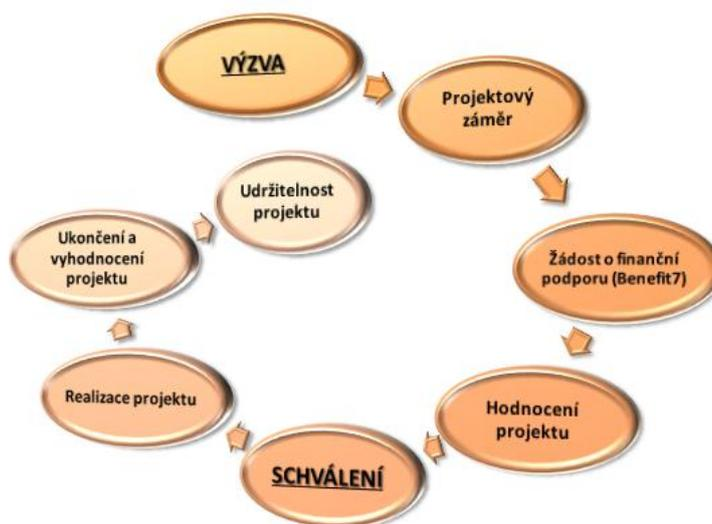 VÝZVA
Projektový
záměr
Žádost o finanční
podporu (Benefit7)
Hodnocení
projektu
SCHVÁLENÍ
Realizace projektu
Ukončení a
vyhodnocení
projektu
Udržitelnost
projektu